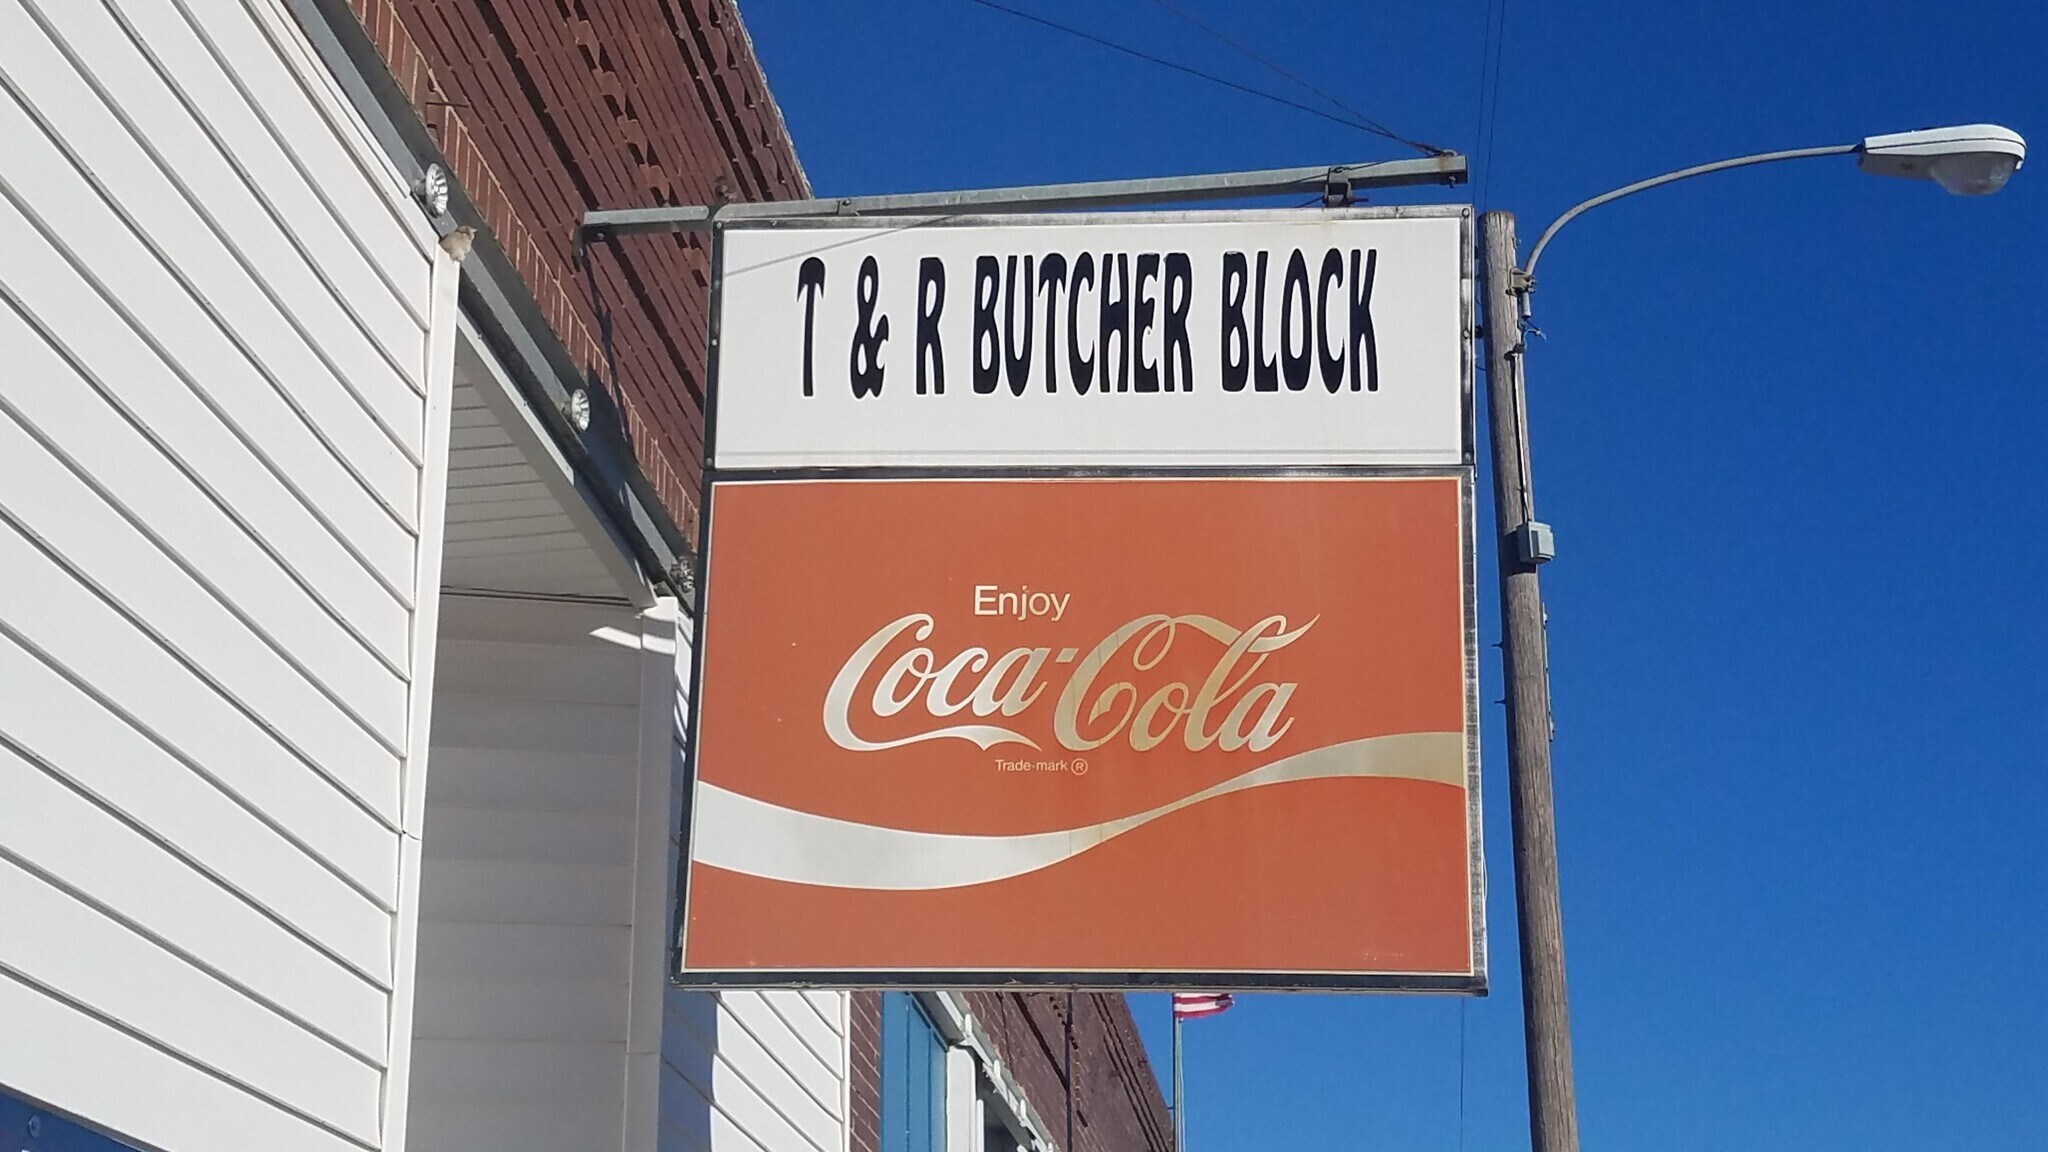 T & R BUTCHER BLOCK
Enjoy
Coca-Cola
Trade-mark ®